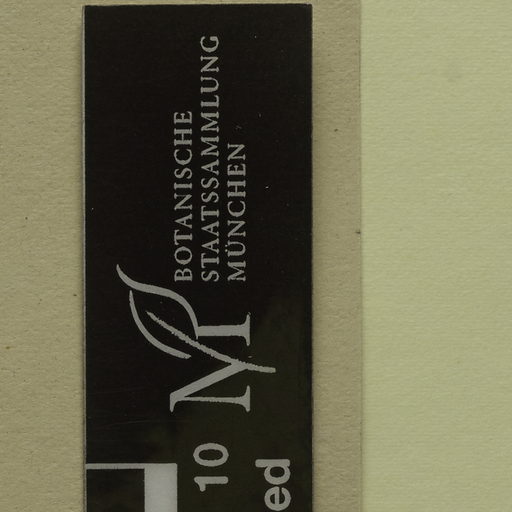 BOTANISCHE
STAATSSAMMLUNG
MÜNCHEN
M
10
ed